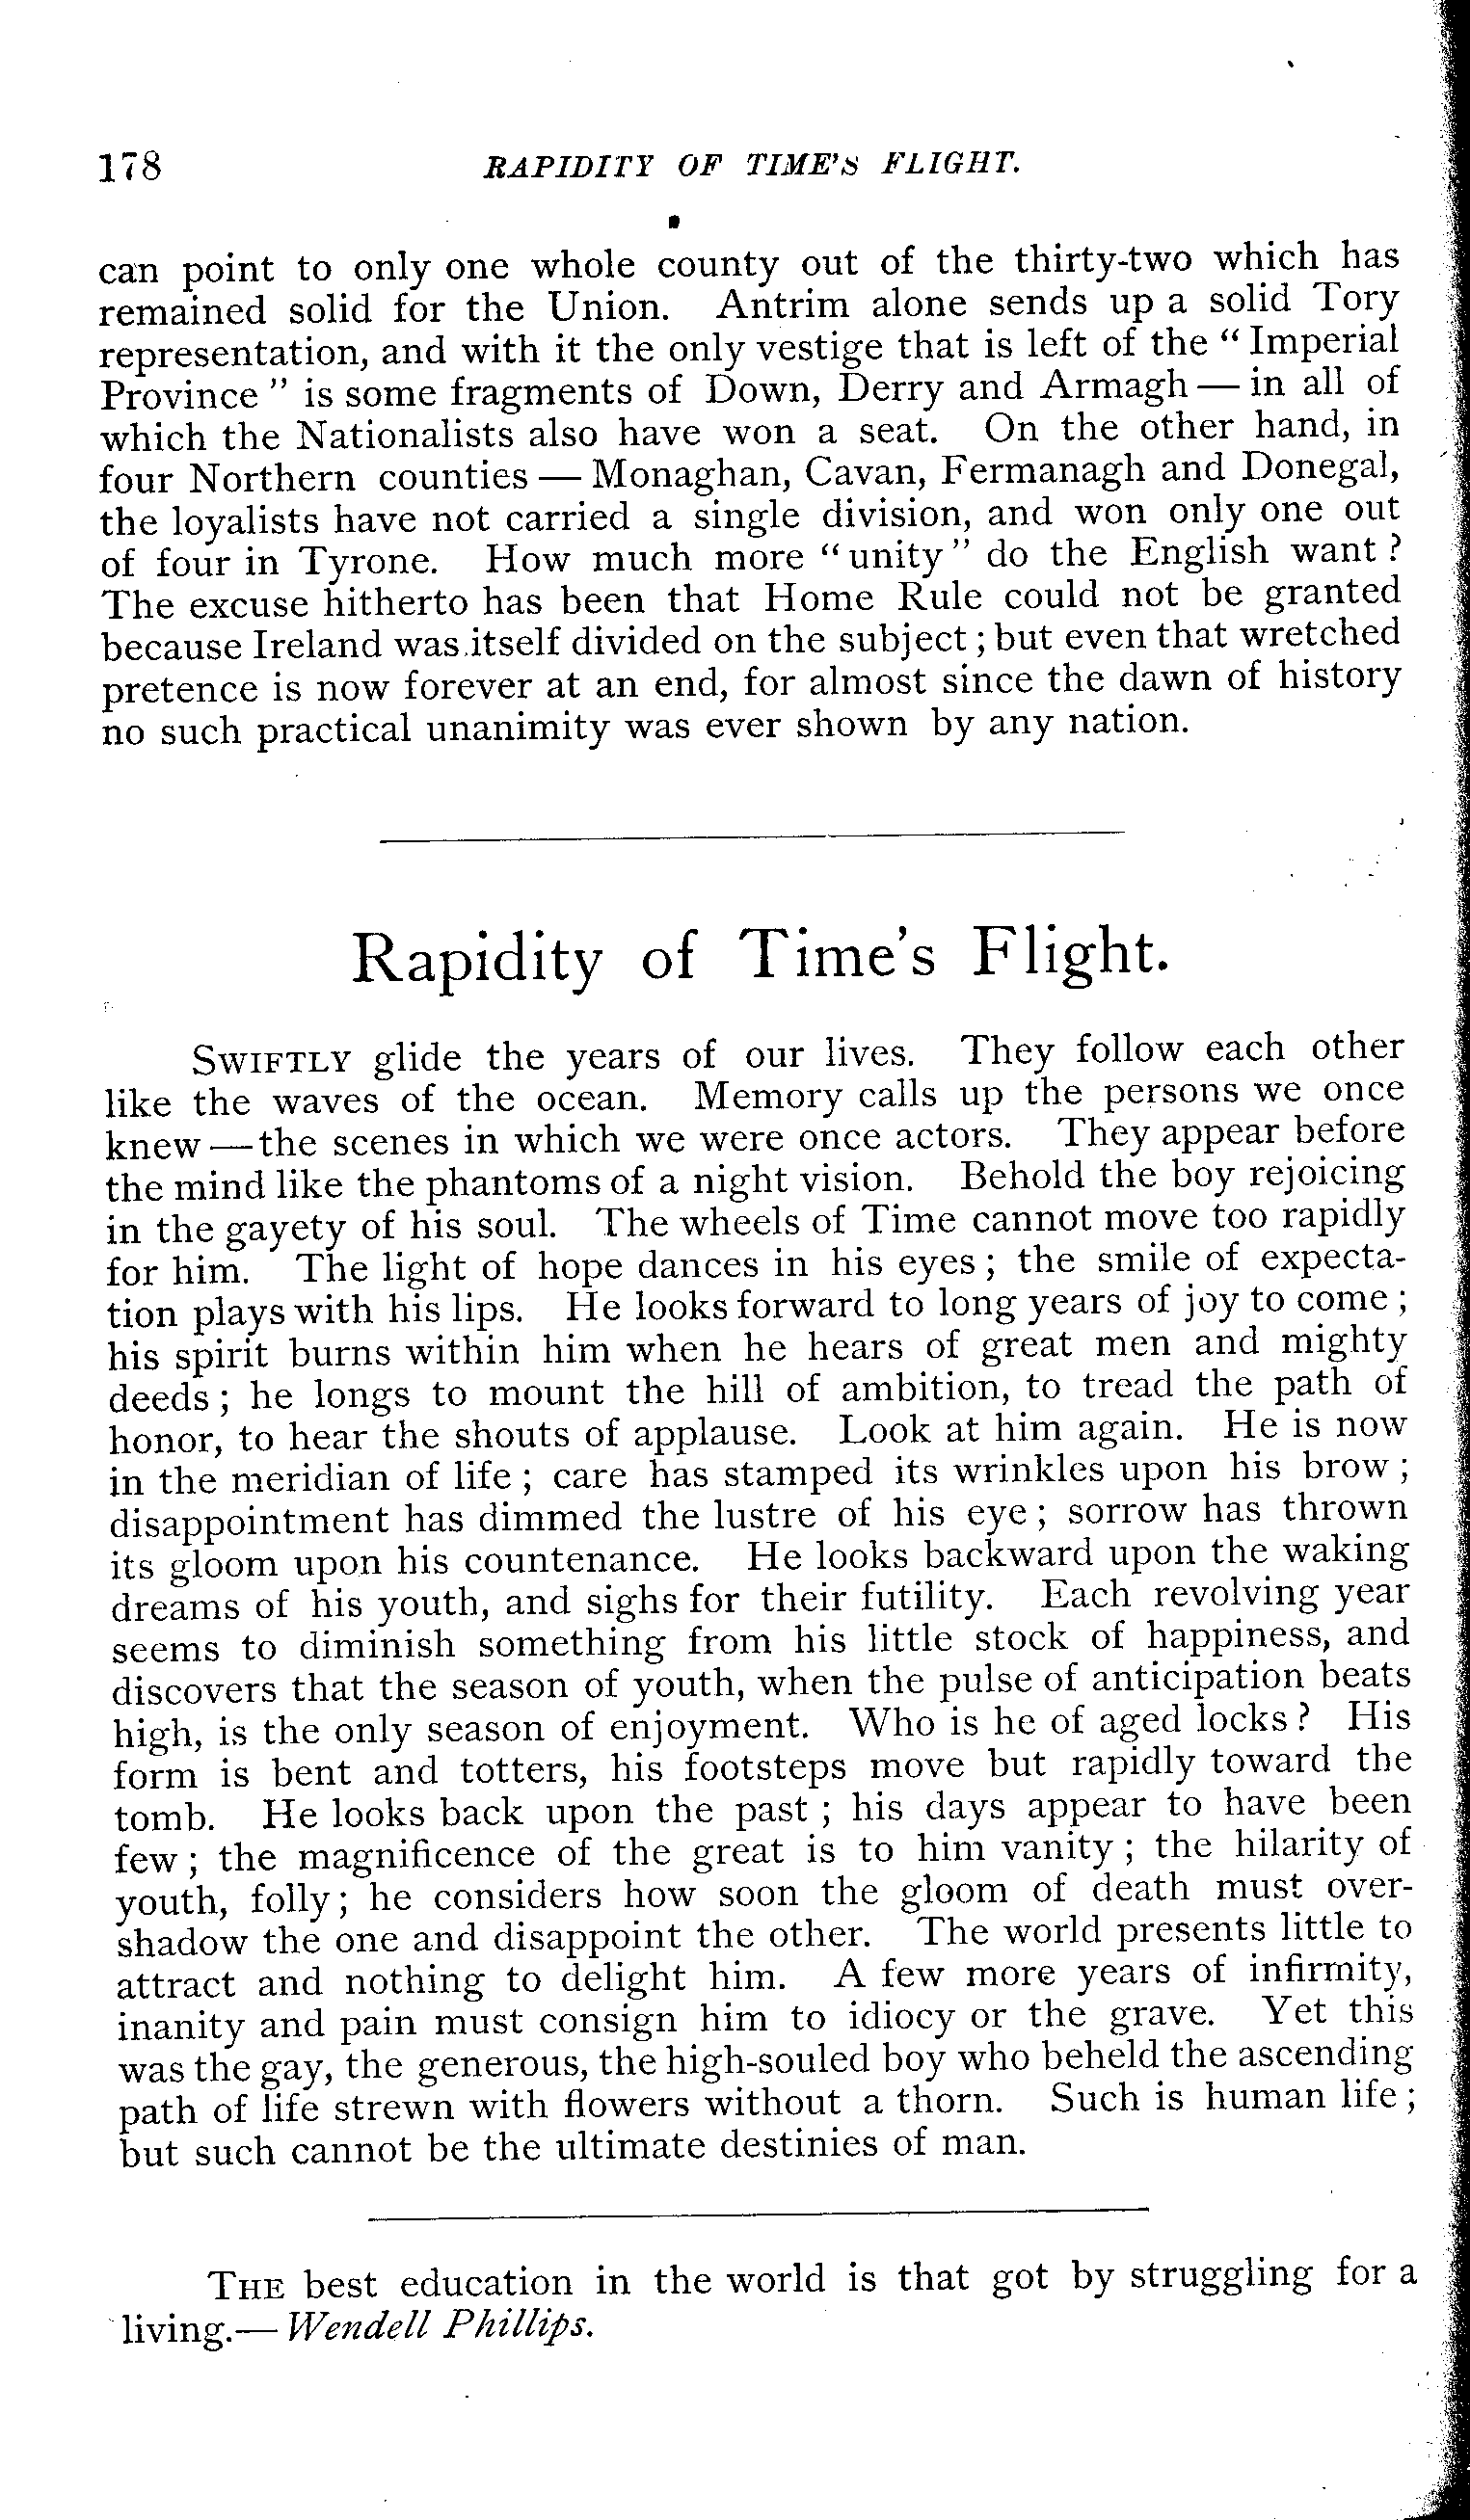 178 RAPIDITY OF TIME'S FLIGHT.
can point to only one whole county out of the thirty-two which has
remained solid for the Union. Antrim alone sends up a solid Tory
representation, and with it the only vestige that is left of the “ Imperial
Province ” is some fragments of Down, Derry and Armagh — in all of
which the Nationalists also have won a seat. On the other hand, in
four Northern counties — Monaghan, Cavan, Fermanagh and Donegal,
the loyalists have not carried a single division, and won only one out
of four in Tyrone. How much more “ unity ” do the English want ?
The excuse hitherto has been that Home Rule could not be granted
because Ireland was itself divided on the subject ; but even that wretched
pretence is now forever at an end, for almost since the dawn of history
no such practical unanimity was ever shown by any nation.
Rapidity of Time's Flight.
SWIFTLY glide the years of our lives. They follow each other
like the waves of the ocean. Memory calls up the persons we once
knew — the scenes in which we were once actors. They appear before
the mind like the phantoms of a night vision. Behold the boy rejoicing
in the gayety of his soul. The wheels of Time cannot move too rapidly
for him. The light of hope dances in his eyes ; the smile of expecta-
tion plays with his lips. He looks forward to long years of joy to come ;
his spirit burns within him when he hears of great men and mighty
deeds ; he longs to mount the hill of ambition, to tread the path of
honor, to hear the shouts of applause. Look at him again. He is now
in the meridian of life ; care has stamped its wrinkles upon his brow ;
disappointment has dimmed the lustre of his eye ; sorrow has thrown
its gloom upon his countenance. He looks backward upon the waking
dreams of his youth, and sighs for their futility. Each revolving year
seems to diminish something from his little stock of happiness, and
discovers that the season of youth, when the pulse of anticipation beats
high, is the only season of enjoyment. Who is he of aged locks ? His
form is bent and totters, his footsteps move but rapidly toward the
tomb. He looks back upon the past ; his days appear to have been
few ; the magnificence of the great is to him vanity ; the hilarity of
youth, folly ; he considers how soon the gloom of death must over-
shadow the one and disappoint the other. The world presents little to
attract and nothing to delight him. A few more years of infirmity,
inanity and pain must consign him to idiocy or the grave. Yet this
was the gay, the generous, the high-souled boy who beheld the ascending
path of life strewn with flowers without a thorn. Such is human life ;
but such cannot be the ultimate destinies of man.
THE best education in the world is that got by struggling for a
living.— Wendell Phillips.